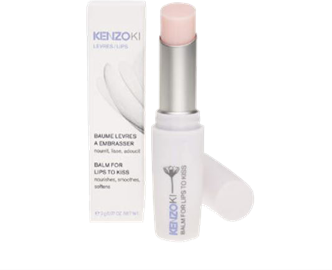 KENZOKI
LEVRES / LIPS
BAUME LEVRES
A EMBRASSER
nourrit, lisse, adoucit
BALM FOR
LIPS TO KISS
nourishes, smoothes,
softens
KENZOKI
BALM FOR LIPS TO KISS